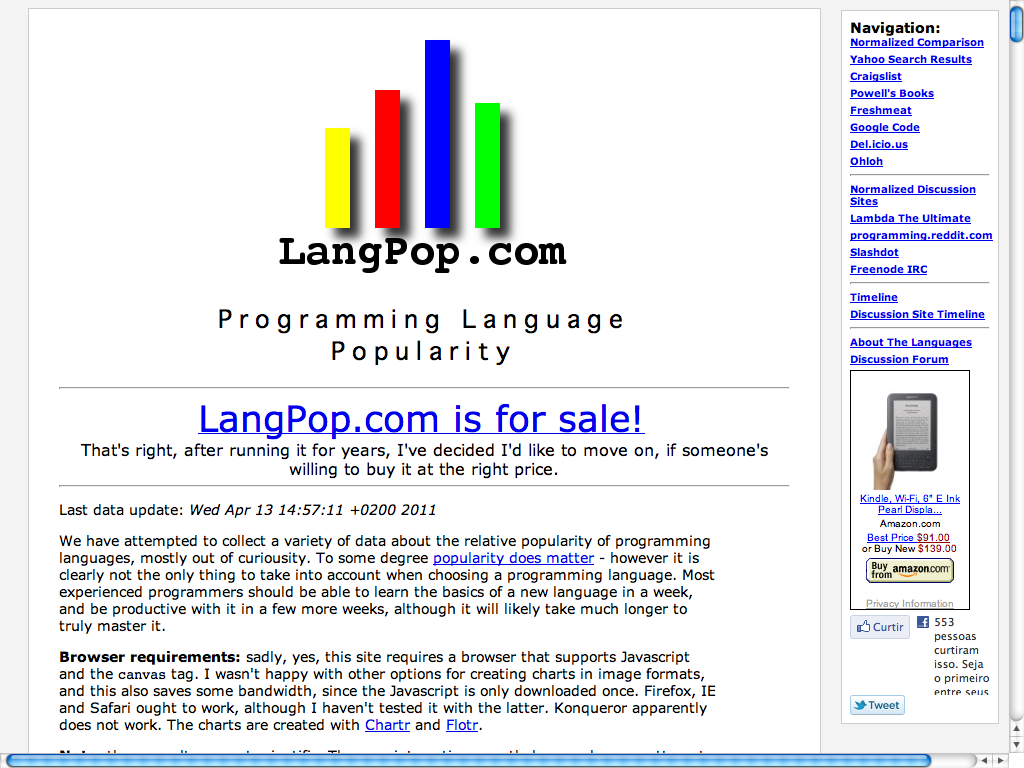 LangPop.com
Programming Language
Popularity
LangPop.com is for sale!
That's right, after running it for years, I've decided I'd like to move on, if someone's
willing to buy it at the right price.
Last data update: Wed Apr 13 14:57:11 +0200 2011
We have attempted to collect a variety of data about the relative popularity of programming
languages, mostly out of curiousity. To some degree popularity does matter - however it is
clearly not the only thing to take into account when choosing a programming language. Most
experienced programmers should be able to learn the basics of a new language in a week,
and be productive with it in a few more weeks, although it will likely take much longer to
truly master it.
Browser requirements: sadly, yes, this site requires a browser that supports Javascript
and the canvas tag. I wasn't happy with other options for creating charts in image formats,
and this also saves some bandwidth, since the Javascript is only downloaded once. Firefox, IE
and Safari ought to work, although I haven't tested it with the latter. Konqueror apparently
does not work. The charts are created with Chartr and Flotr.
Navigation:
Normalized Comparison
Yahoo Search Results
Craigslist
Powell's Books
Freshmeat
Google Code
Del.icio.us
Ohloh
Normalized Discussion
Sites
Lambda The Ultimate
programming.reddit.com
Slashdot
Freenode IRC
Timeline
Discussion Site Timeline
About The Languages
Discussion Forum
Kindle, Wi-Fi, 6" E Ink
Pearl Displa...
Amazon.com
Best Price $91.00
or Buy New $139.00
Buy from amazon.com
Privacy Information
Curtir
553
pessoas
curtiram
isso. Seja
o primeiro
entre seus
Tweet